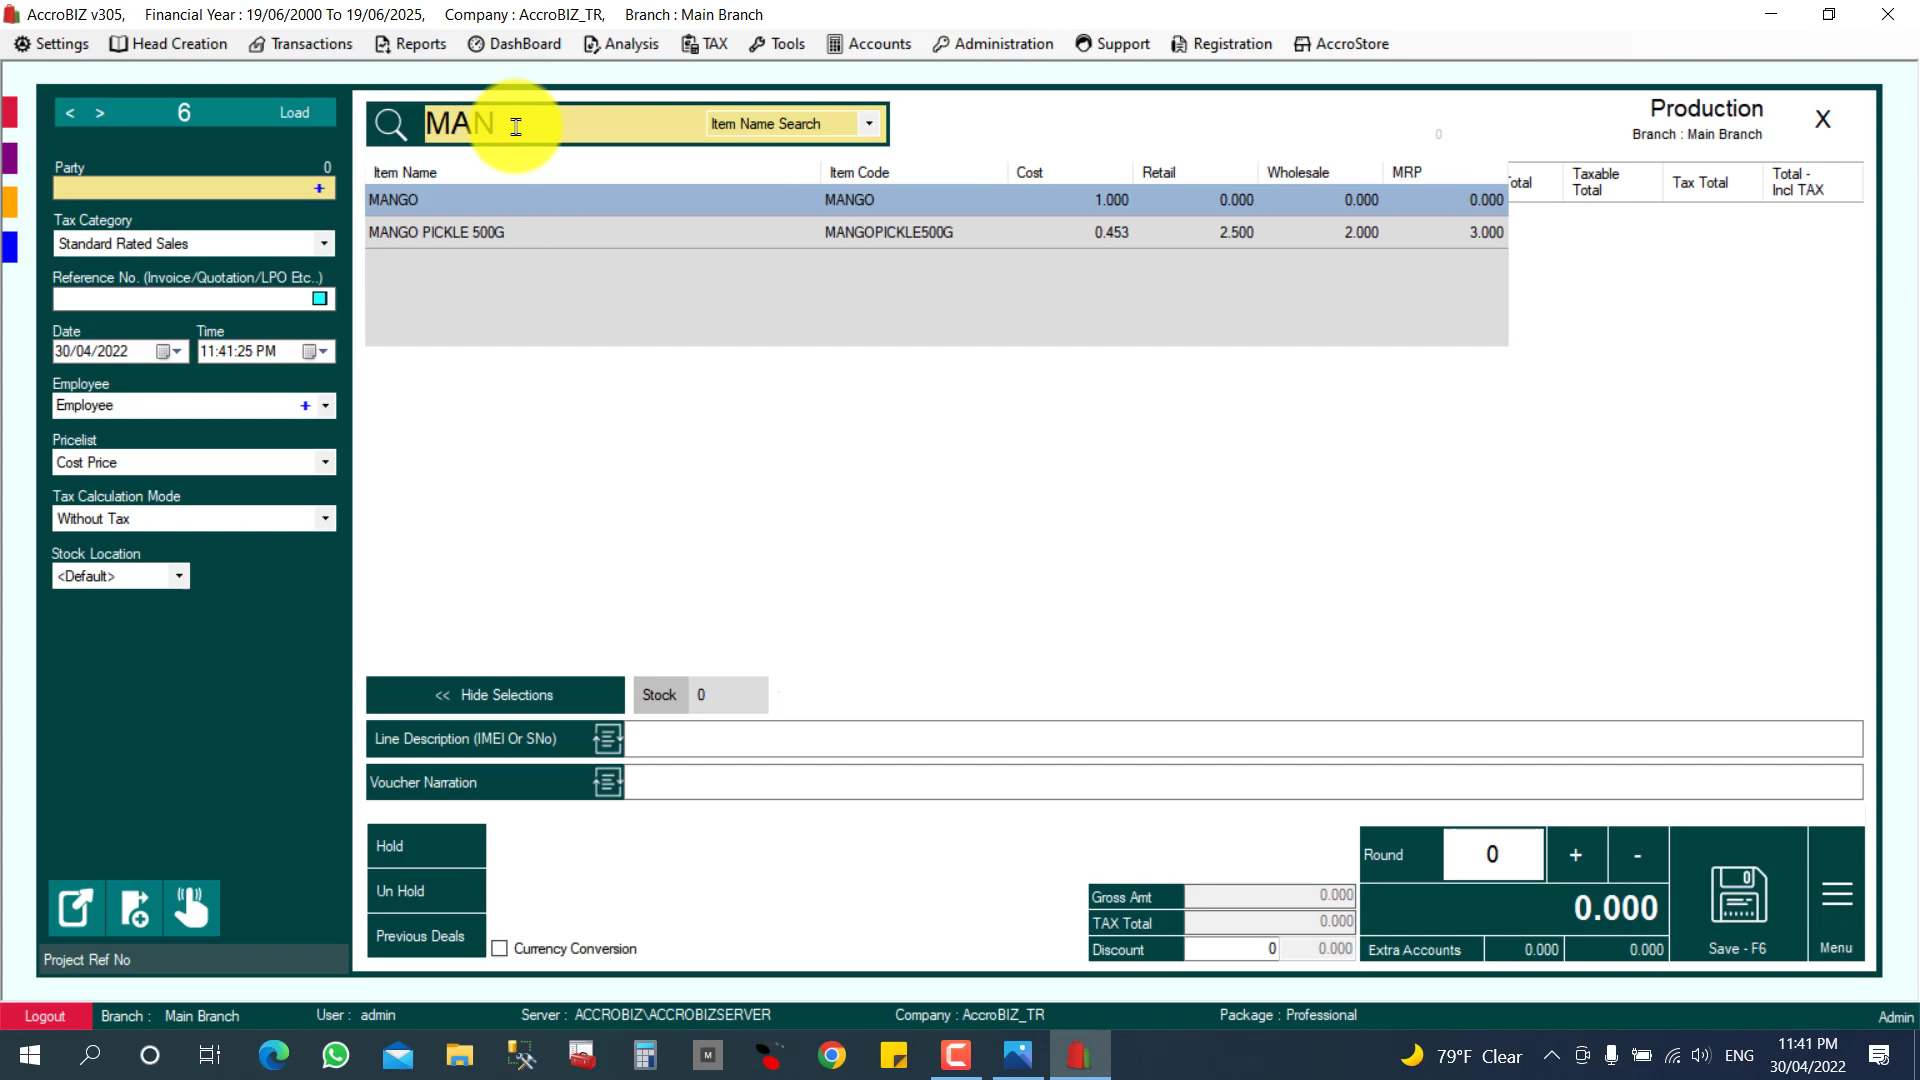 AccroBIZ v305, Financial Year : 19/06/2000 To 19/06/2025, Company : AccroBIZ_TR, Branch : Main Branch
Settings Head Creation Transactions Reports DashBoard Analysis TAX Tools Accounts Administration Support Registration AccroStore
< > 6 Load
MAN Item Name Search
0
Production
Branch : Main Branch
X
Party 0
+
Tax Category
Standard Rated Sales
Reference No. (Invoice/Quotation/LPO Etc..)
Date Time
30/04/2022 11:41:25 PM
Employee
Employee +
Pricelist
Cost Price
Tax Calculation Mode
Without Tax
Stock Location
<Default>
Project Ref No
Item Name Item Code Cost Retail Wholesale MRP
MANGO MANGO 1.000 0.000 0.000 0.000
MANGO PICKLE 500G MANGOPICKLE500G 0.453 2.500 2.000 3.000
otal Taxable Total Tax Total Total - Incl TAX
<< Hide Selections Stock 0
Line Description (IMEI Or SNo)
Voucher Narration
Hold
Un Hold
Previous Deals
Currency Conversion
Gross Amt 0.000
TAX Total 0.000
Discount 0 0.000
Round 0 + -
0.000
Extra Accounts 0.000 0.000
Save - F6
Menu
Logout Branch : Main Branch User : admin Server : ACCROBIZ\ACCROBIZSERVER Company : AccroBIZ_TR Package : Professional Admin
M
79°F Clear ENG
11:41 PM
30/04/2022